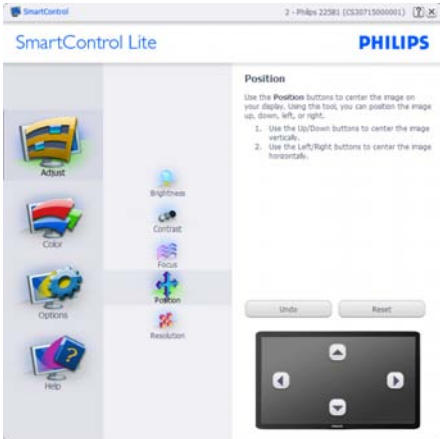 SmartControl
2 - Philips 225B1 (CS30715000001)
SmartControl Lite
PHILIPS
Adjust
Color
Options
Help
Brightness
Contrast
Focus
Position
Resolution
Position
Use the Position buttons to center the image on
your display. Using the tool, you can position the image
up, down, left, or right.
1. Use the Up/Down buttons to center the image
vertically.
2. Use the Left/Right buttons to center the image
horizontally.
Undo
Reset